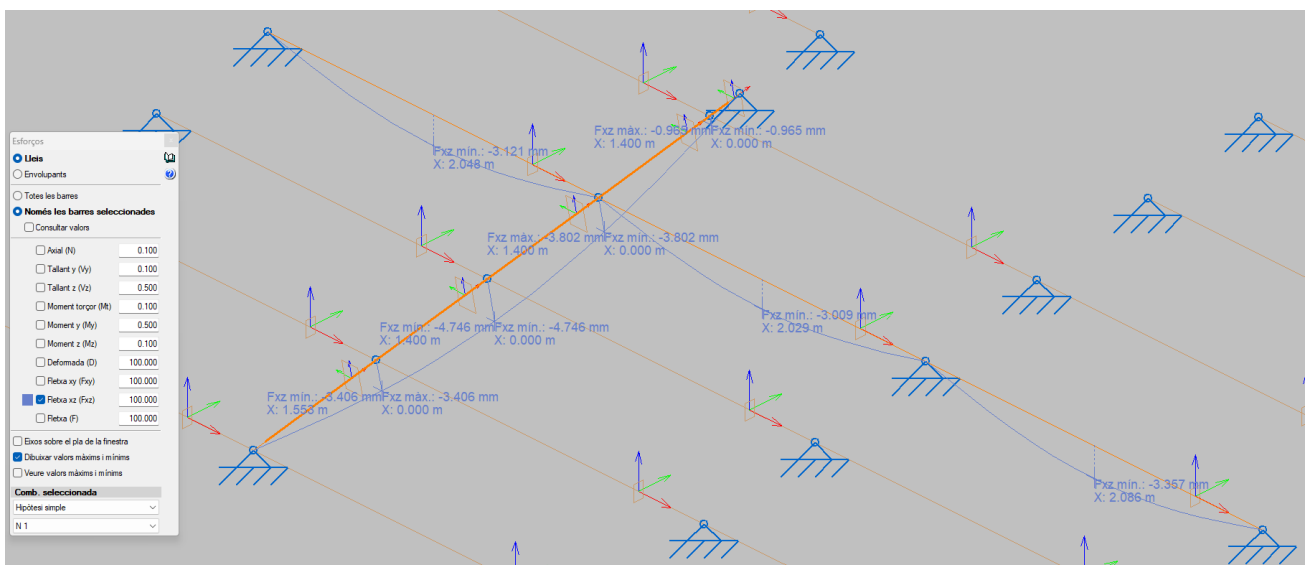 Esforços
Lleis
Envolupants
Totes les barres
Només les barres seleccionades
Consultar valors
Axial (N) 0.100
Tallant y (Vy) 0.100
Tallant z (Vz) 0.500
Moment torçor (Mt) 0.100
Moment y (My) 0.500
Moment z (Mz) 0.100
Deformada (D) 100.000
Fletxa xy (Fxy) 100.000
Fletxa xz (Fxz) 100.000
Fletxa (F) 100.000
Eixos sobre el pla de la finestra
Dibuixar valors màxims i mínims
Veure valors màxims i mínims
Comb. seleccionada
Hipòtesi simple
N 1
Fxz màx.: -0.965 mm
X: 1.400 m
Fxz mín.: -0.965 mm
X: 0.000 m
Fxz mín.: -3.121 mm
X: 2.048 m
Fxz màx.: -3.802 mm
X: 1.400 m
Fxz mín.: -3.802 mm
X: 0.000 m
Fxz mín.: -3.009 mm
X: 2.029 m
Fxz mín.: -4.746 mm
X: 1.400 m
Fxz mín.: -4.746 mm
X: 0.000 m
Fxz mín.: -3.406 mm
X: 1.553 m
Fxz màx.: -3.406 mm
X: 0.000 m
Fxz mín.: -3.357 mm
X: 2.086 m